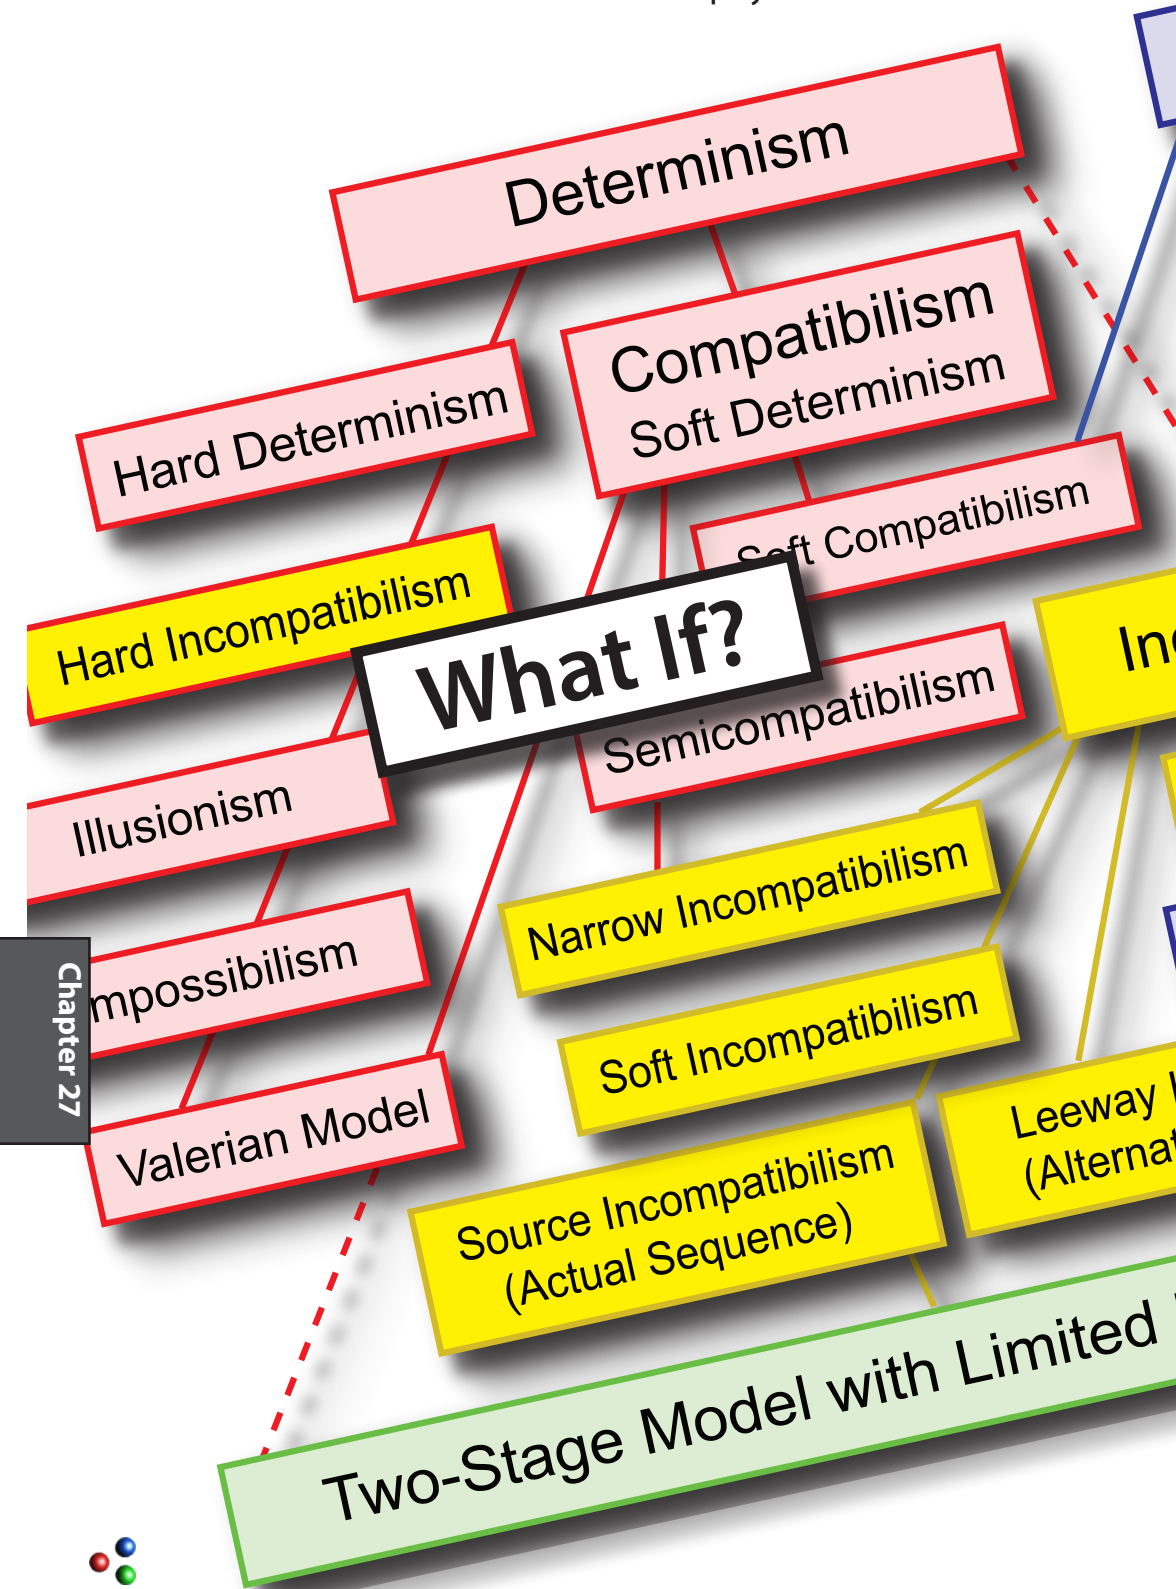 Determinism
Compatibilism
Soft Determinism
Hard Determinism
Soft Compatibilism
Hard Incompatibilism
What If?
Semicompatibilism
Illusionism
Narrow Incompatibilism
mpossibilism
Soft Incompatibilism
Chapter 27
Valerian Model
Leeway
Source Incompatibilism
(Actual Sequence)
Two-Stage Model with Limited